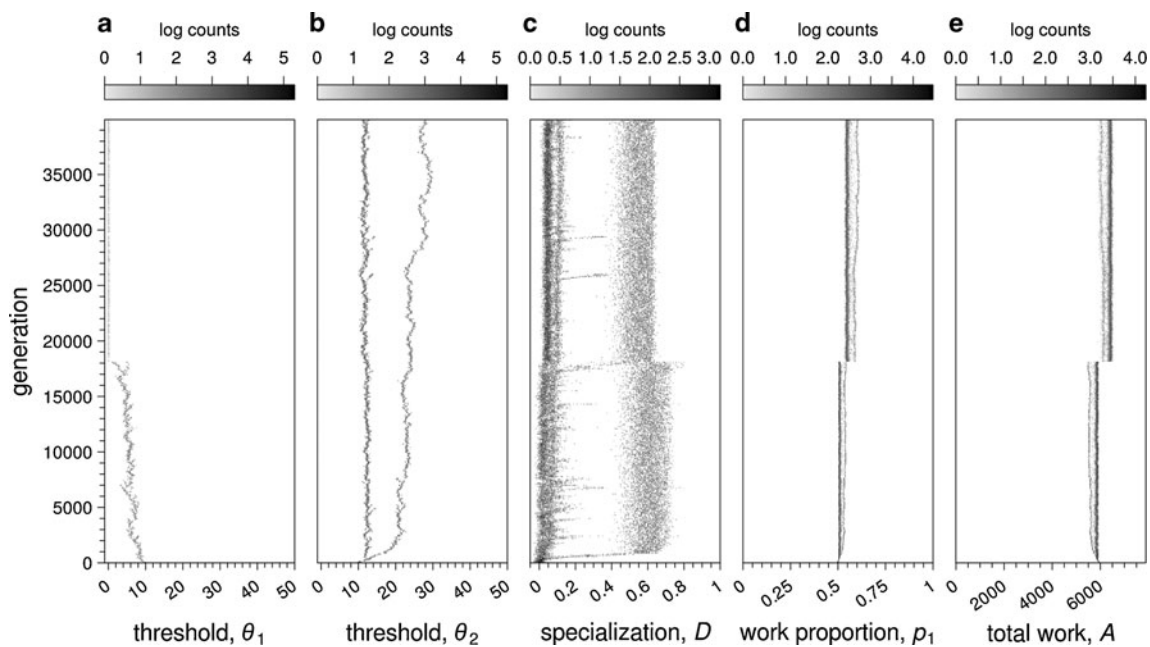 a b c d e
log counts log counts log counts log counts log counts
0 1 2 3 4 5 0 1 2 3 4 5 0.0 0.5 1.5 2.0 3.0 0.0 1.0 2.0 3.0 4.0 0.0 1.0 2.0 3.0 4.0
35000
30000
25000
20000
15000
10000
5000
0
generation
0 10 20 30 40 50 0 10 20 30 40 50 0 0.2 0.4 0.6 0.8 1 0 0.25 0.5 0.75 1 0 2000 4000 6000
threshold, θ₁ threshold, θ₂ specialization, D work proportion, p₁ total work, A